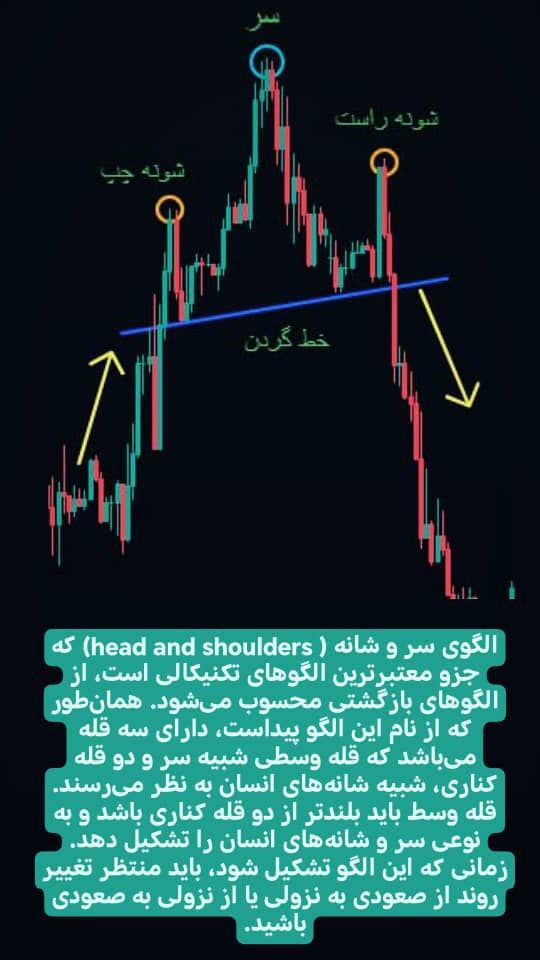 سر
شونه راست
شونه چپ
خط گردن
الگوی سر و شانه ( head and shoulders) که
جزو معتبرترین الگوهای تکنیکالی است، از
الگوهای بازگشتی محسوب می‌شود. همان‌طور
که از نام این الگو پیداست، دارای سه قله
می‌باشد که قله وسطی شبیه سر و دو قله
کناری، شبیه شانه‌های انسان به نظر می‌رسند.
قله وسط باید بلندتر از دو قله کناری باشد و به
نوعی سر و شانه‌های انسان را تشکیل دهد.
زمانی که این الگو تشکیل شود، باید منتظر تغییر
روند از صعودی به نزولی یا از نزولی به صعودی
باشید.